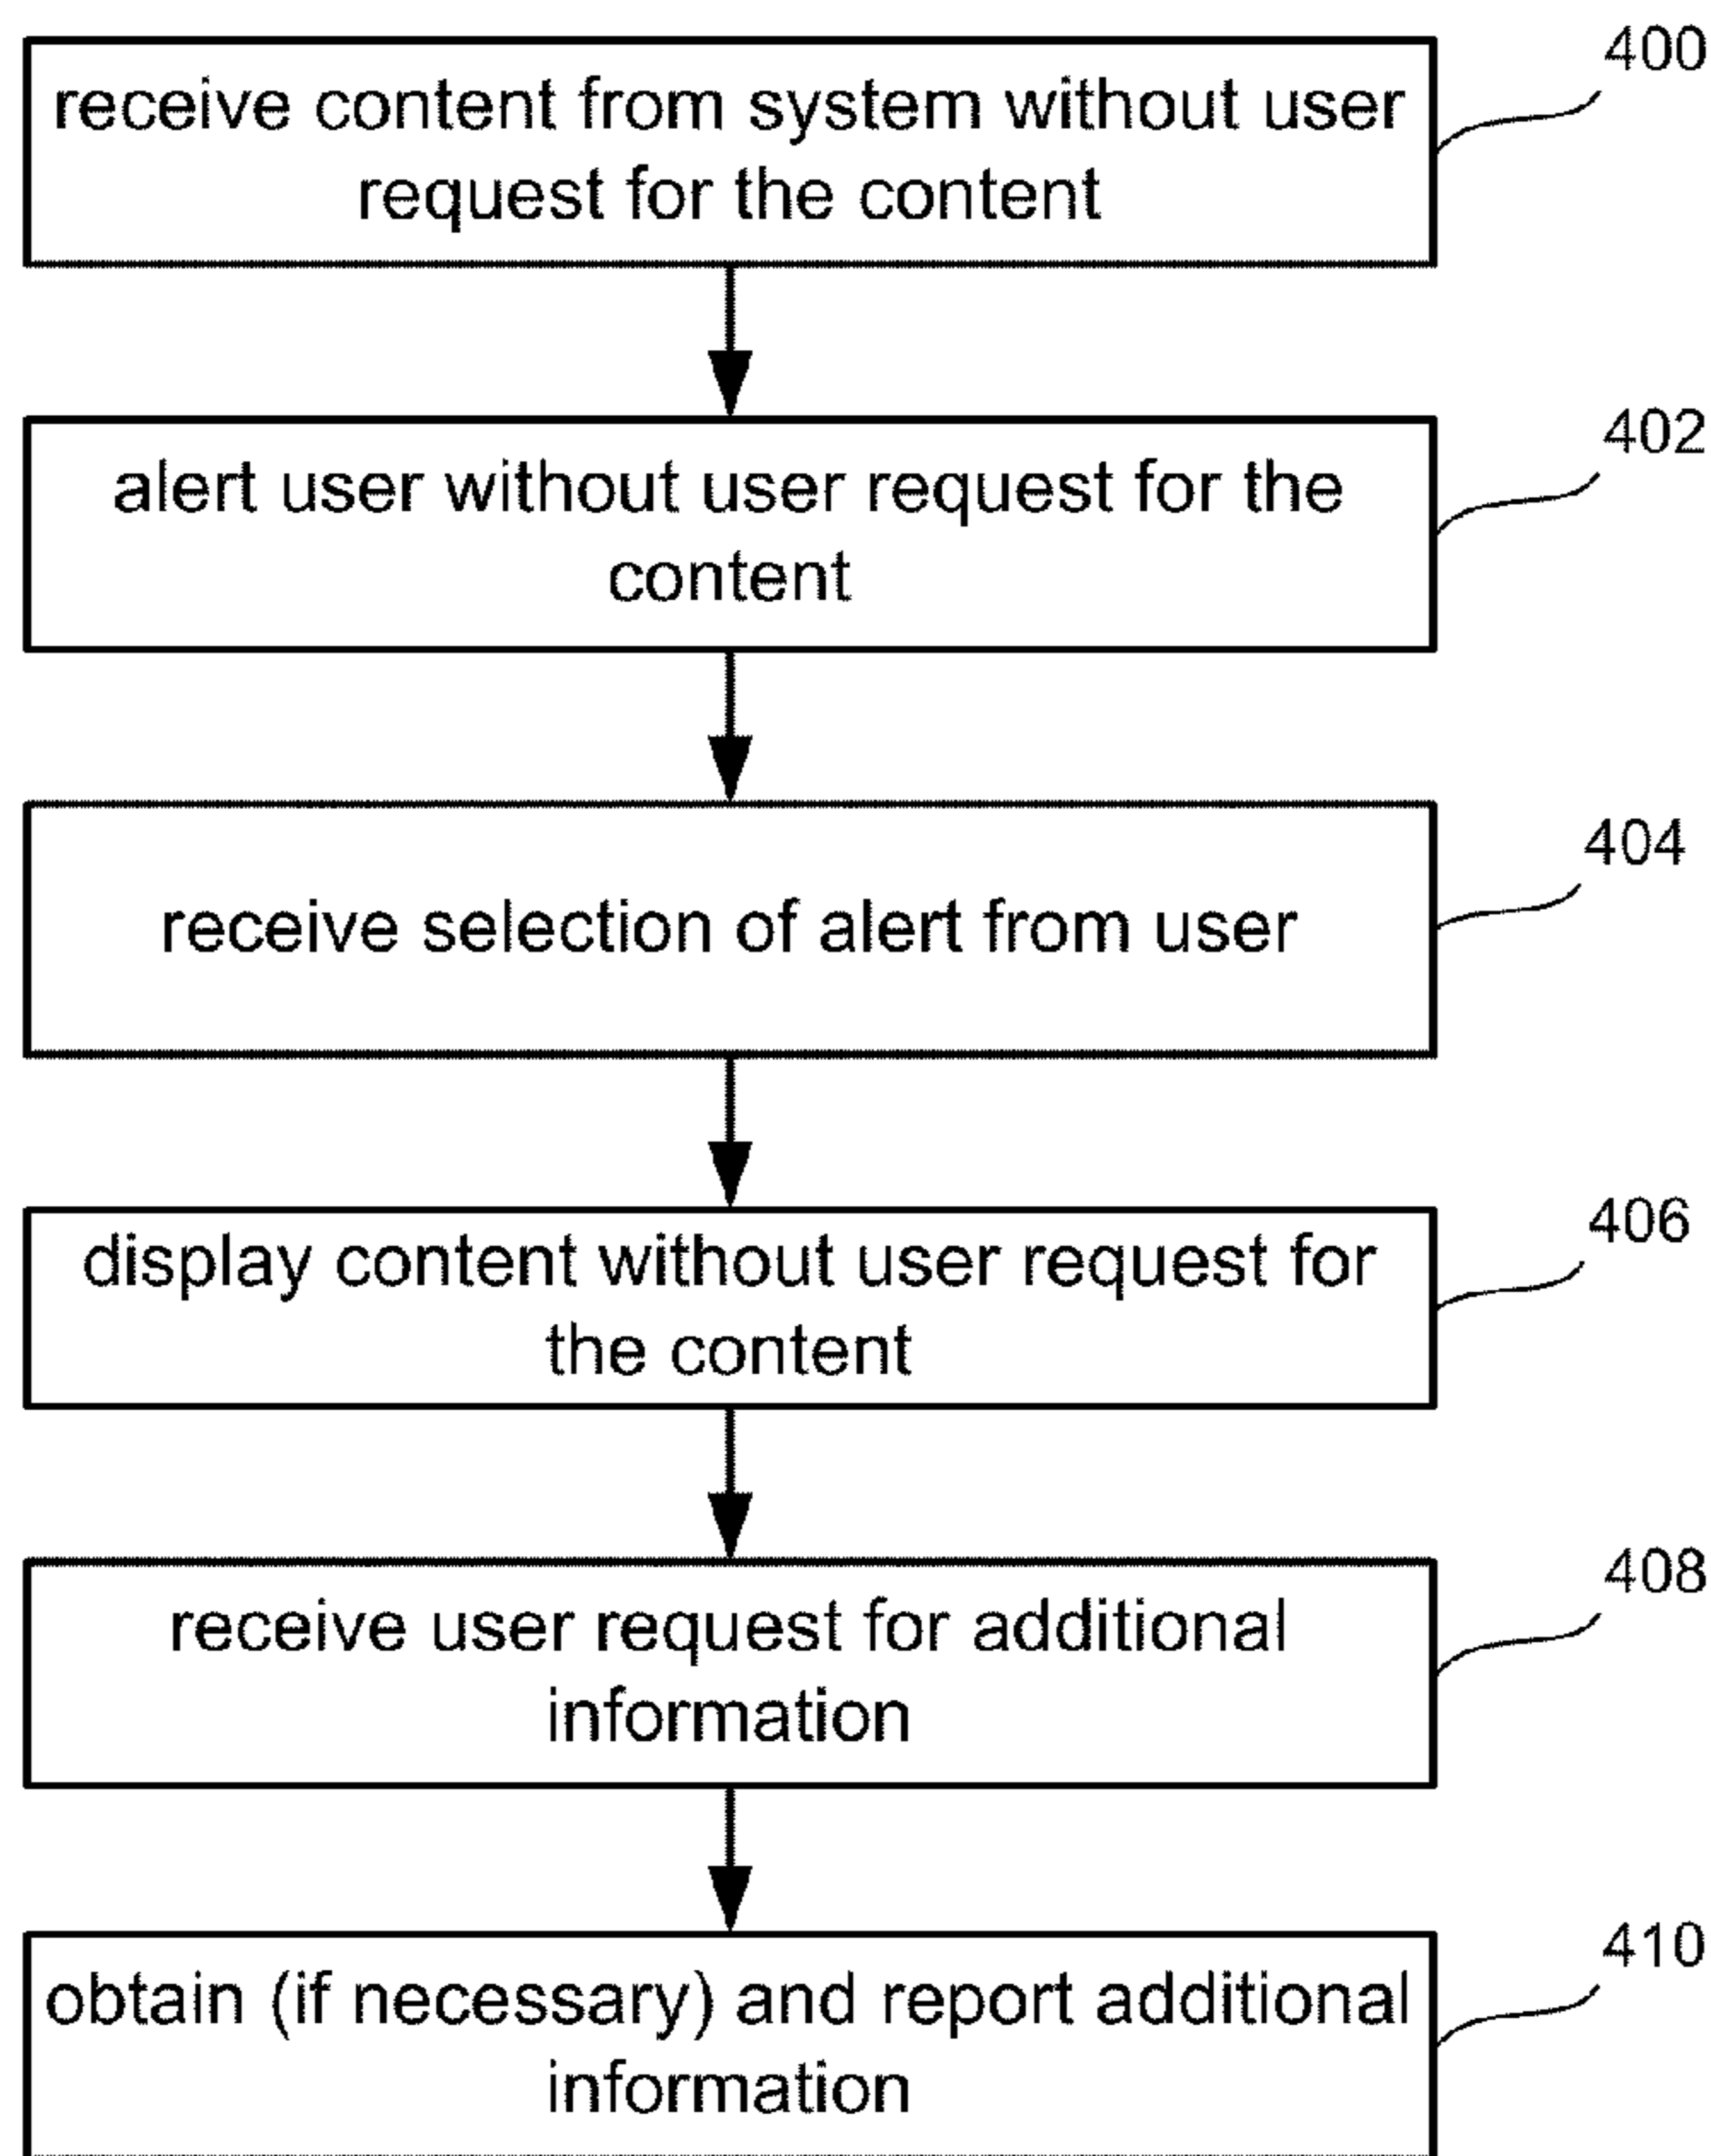 400
receive content from system without user
request for the content
402
alert user without user request for the
content
404
receive selection of alert from user
406
display content without user request for
the content
408
receive user request for additional
information
410
obtain (if necessary) and report additional
information